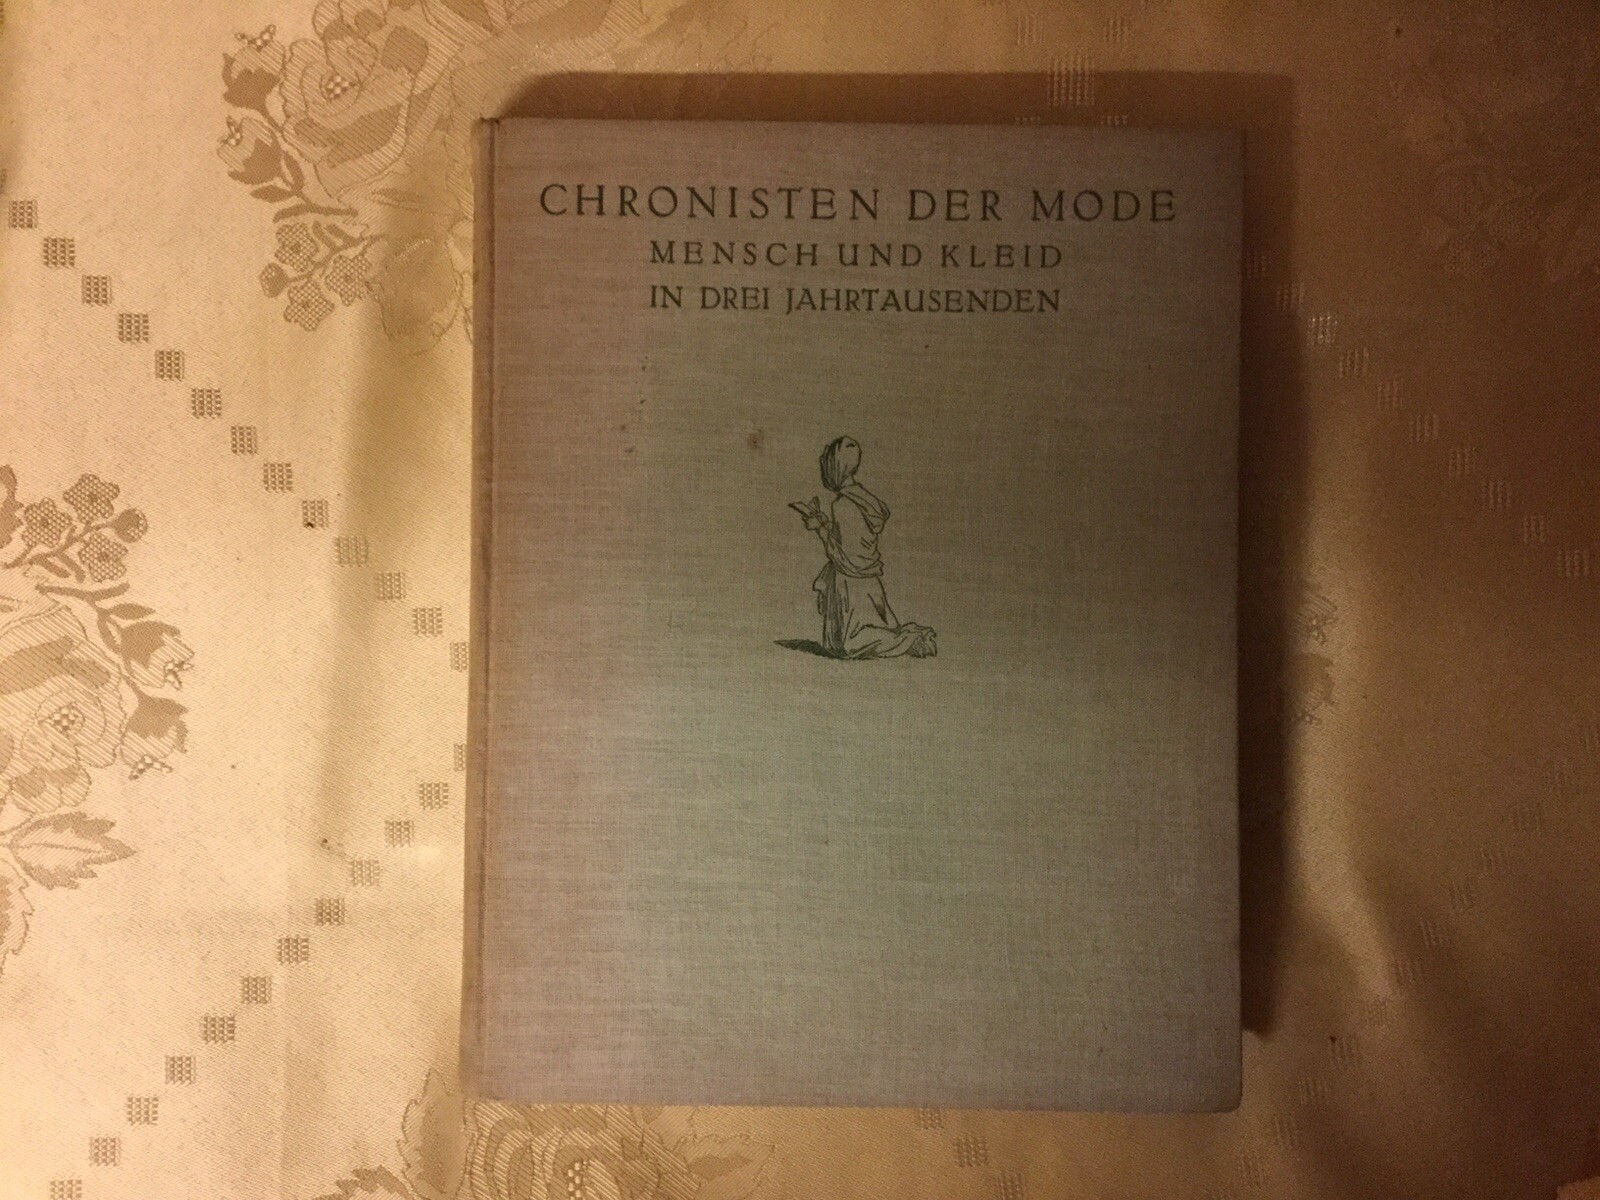 CHRONISTEN DER MODE
MENSCH UND KLEID
IN DREI JAHRTAUSENDEN